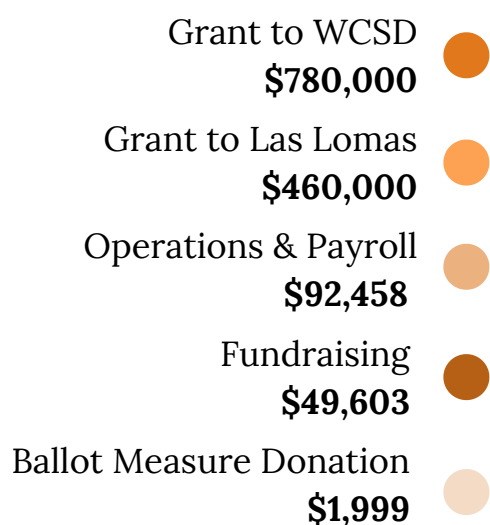 Grant to WCSD
$780,000
Grant to Las Lomas
$460,000
Operations & Payroll
$92,458
Fundraising
$49,603
Ballot Measure Donation
$1,999